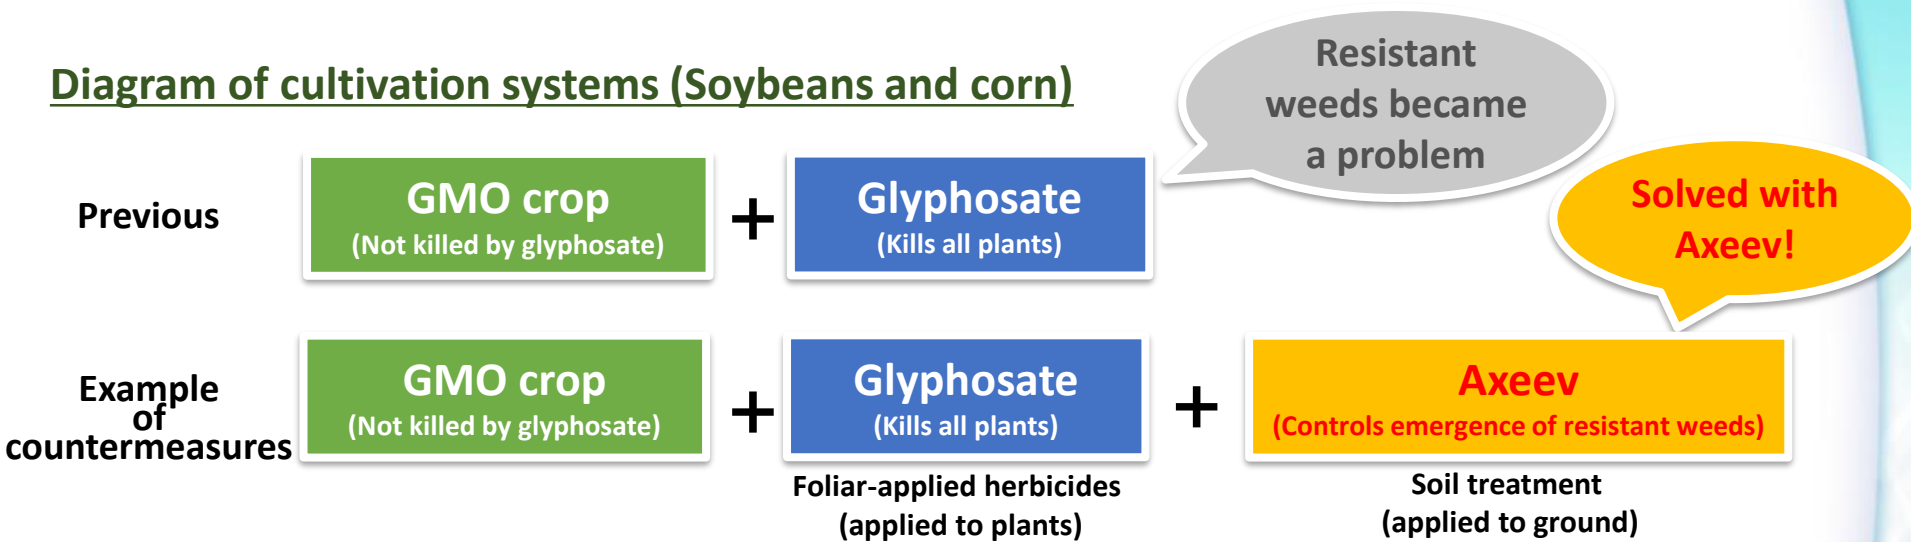 Diagram of cultivation systems (Soybeans and corn)
Resistant
weeds became
a problem
Solved with
Axeev!
Previous
GMO crop
(Not killed by glyphosate)
+
Glyphosate
(Kills all plants)
Example
of
countermeasures
GMO crop
(Not killed by glyphosate)
+
Glyphosate
(Kills all plants)
+
Axeev
(Controls emergence of resistant weeds)
Foliar-applied herbicides
(applied to plants)
Soil treatment
(applied to ground)